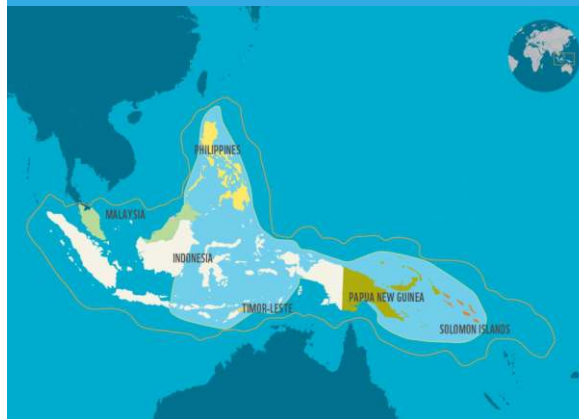 PHILIPPINES
MALAYSIA
INDONESIA
PAPUA NEW GUINEA
TIMOR-LESTE
SOLOMON ISLANDS